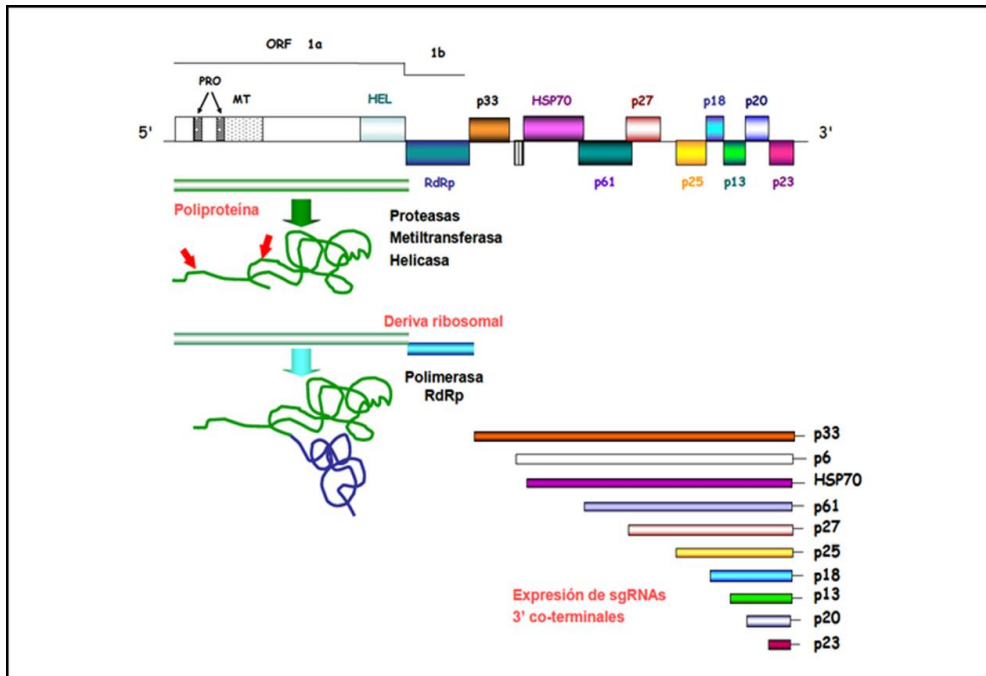 ORF 1a
1b
PRO
MT
HEL
p33
HSP70
p27
p18
p20
5'
3'
RdRp
p61
p25
p13
p23
Poliproteína
Proteasas
Metiltransferasa
Helicasa
Deriva ribosomal
Polimerasa
RdRp
p33
p6
HSP70
p61
p27
p25
p18
Expresión de sgRNAs
3' co-terminales
p13
p20
p23